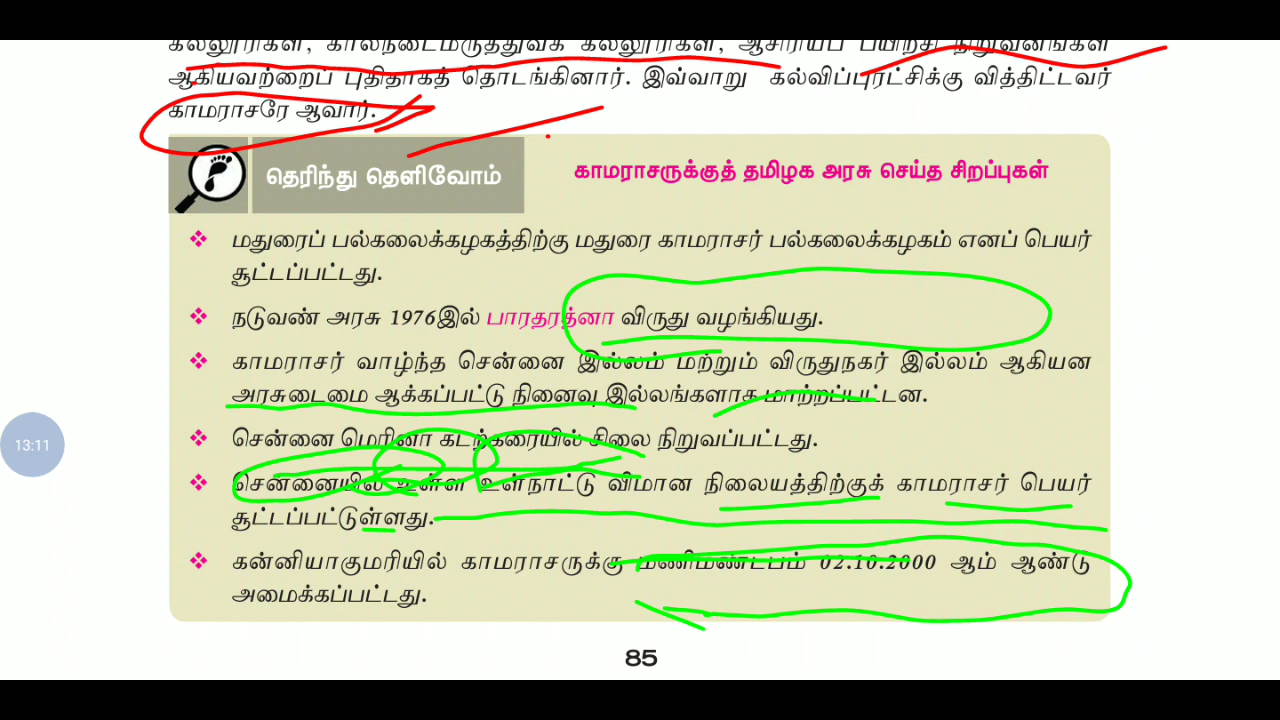 கல்லூரிகள், கால்நடைமருத்துவக் கல்லூரிகள், ஆசிரியப் பயிற்சி நிறுவனங்கள்
ஆகியவற்றைப் புதிதாகத் தொடங்கினார். இவ்வாறு கல்விப்புரட்சிக்கு வித்திட்டவர்
காமராசரே ஆவார்.
தெரிந்து தெளிவோம்
காமராசருக்குத் தமிழக அரசு செய்த சிறப்புகள்
❖ மதுரைப் பல்கலைக்கழகத்திற்கு மதுரை காமராசர் பல்கலைக்கழகம் எனப் பெயர்
சூட்டப்பட்டது.
❖ நடுவண் அரசு 1976இல் பாரதரத்னா விருது வழங்கியது.
❖ காமராசர் வாழ்ந்த சென்னை இல்லம் மற்றும் விருதுநகர் இல்லம் ஆகியன
அரசுடைமை ஆக்கப்பட்டு நினைவு இல்லங்களாக மாற்றப்பட்டன.
❖ சென்னை மெரினா கடற்கரையில் சிலை நிறுவப்பட்டது.
❖ சென்னையில் உள்ள உள்நாட்டு விமான நிலையத்திற்குக் காமராசர் பெயர்
சூட்டப்பட்டுள்ளது.
❖ கன்னியாகுமரியில் காமராசருக்கு மணிமண்டபம் 02.10.2000 ஆம் ஆண்டு
அமைக்கப்பட்டது.
13:11
85